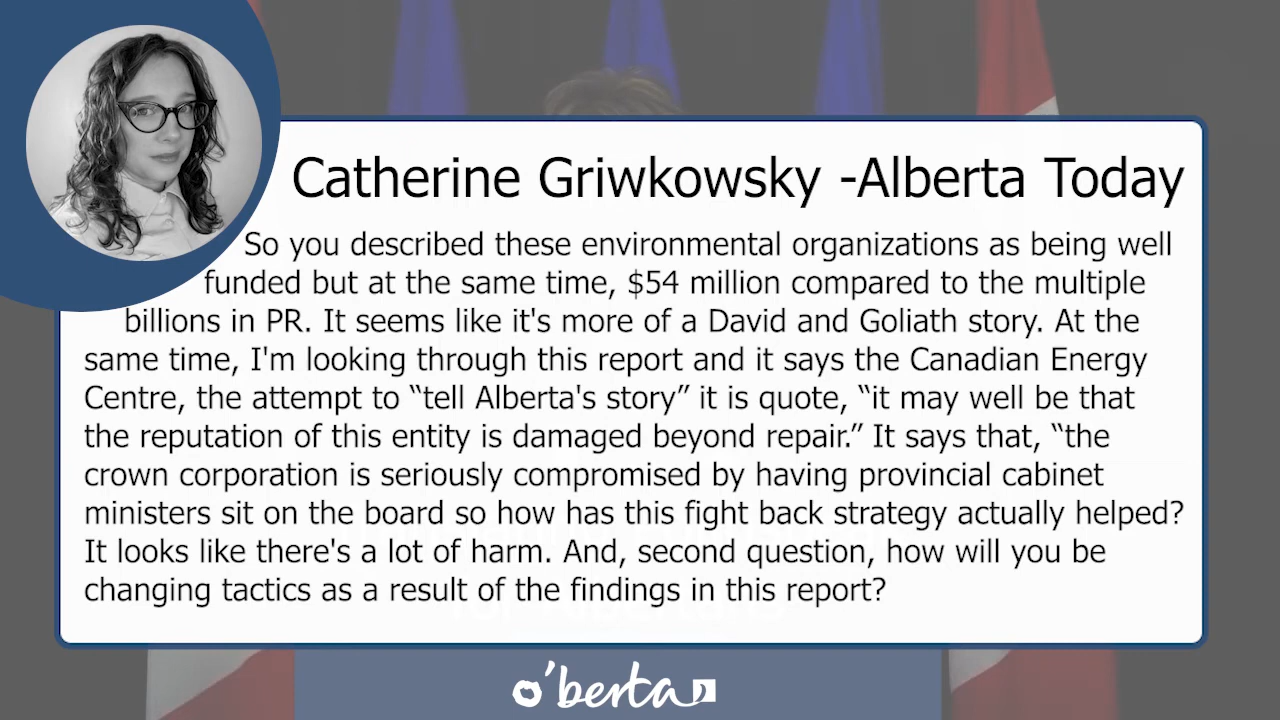 Catherine Griwkowsky -Alberta Today
So you described these environmental organizations as being well
funded but at the same time, $54 million compared to the multiple
billions in PR. It seems like it's more of a David and Goliath story. At the
same time, I'm looking through this report and it says the Canadian Energy
Centre, the attempt to “tell Alberta's story” it is quote, “it may well be that
the reputation of this entity is damaged beyond repair.” It says that, “the
crown corporation is seriously compromised by having provincial cabinet
ministers sit on the board so how has this fight back strategy actually helped?
It looks like there's a lot of harm. And, second question, how will you be
changing tactics as a result of the findings in this report?
o'berta